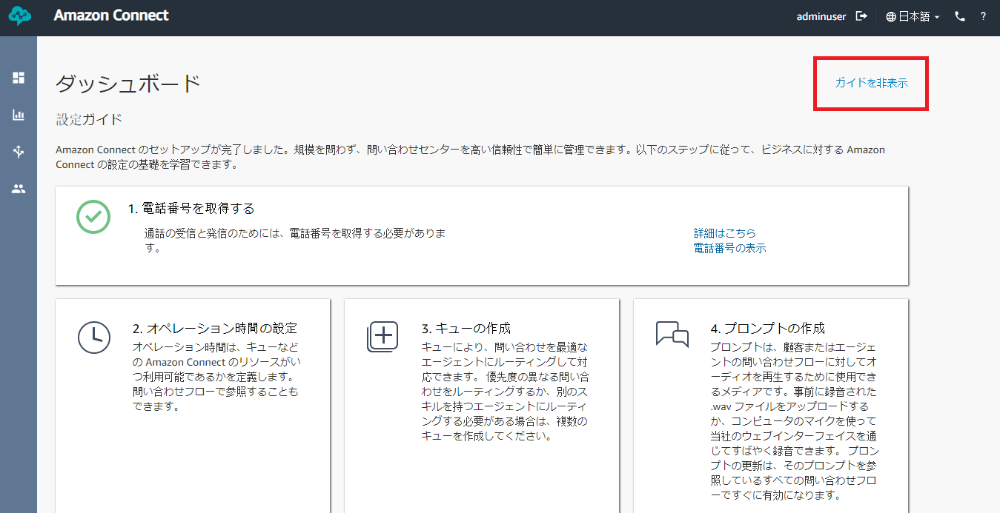 Amazon Connect
adminuser
日本語
?
ダッシュボード
ガイドを非表示
設定ガイド
Amazon Connect のセットアップが完了しました。規模を問わず、問い合わせセンターを高い信頼性で簡単に管理できます。以下のステップに従って、ビジネスに対する Amazon
Connect の設定の基礎を学習できます。
1. 電話番号を取得する
通話の受信と発信のためには、電話番号を取得する必要がありま
す。
詳細はこちら
電話番号の表示
2. オペレーション時間の設定
オペレーション時間は、キューなど
の Amazon Connect のリソースがい
つ利用可能であるかを定義します。
問い合わせフローで参照することも
できます。
3. キューの作成
キューにより、問い合わせを最適な
エージェントにルーティングして対
応できます。 優先度の異なる問い合
わせをルーティングするか、別のス
キルを持つエージェントにルーティ
ングする必要がある場合は、複数の
キューを作成してください。
4. プロンプトの作成
プロンプトは、顧客またはエージェ
ントの問い合わせフローに対してオ
ーディオを再生するために使用でき
るメディアです。事前に録音された
.wav ファイルをアップロードする
か、コンピュータのマイクを使って
当社のウェブインターフェイスを通
じてすばやく録音できます。 プロン
プトの更新は、そのプロンプトを参
照しているすべての問い合わせフロ
ーですぐに有効になります。